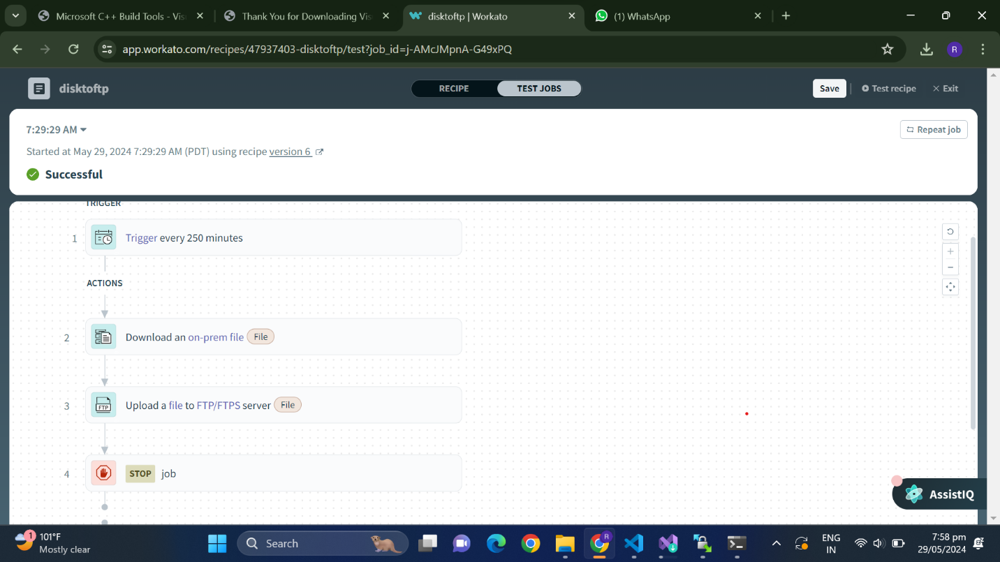 Microsoft C++ Build Tools - Vis
Thank You for Downloading Vis
disktoftp | Workato
(1) WhatsApp
app.workato.com/recipes/47937403-disktoftp/test?job_id=j-AMcJMpnA-G49xPQ
R
disktoftp
RECIPE
TEST JOBS
Save
Test recipe
Exit
7:29:29 AM
Repeat job
Started at May 29, 2024 7:29:29 AM (PDT) using recipe version 6
Successful
TRIGGER
1
Trigger every 250 minutes
ACTIONS
2
Download an on-prem file File
3
FTP
Upload a file to FTP/FTPS server File
4
STOP job
AssistIQ
1
101°F
Mostly clear
Search
R
ENG
IN
7:58 pm
29/05/2024